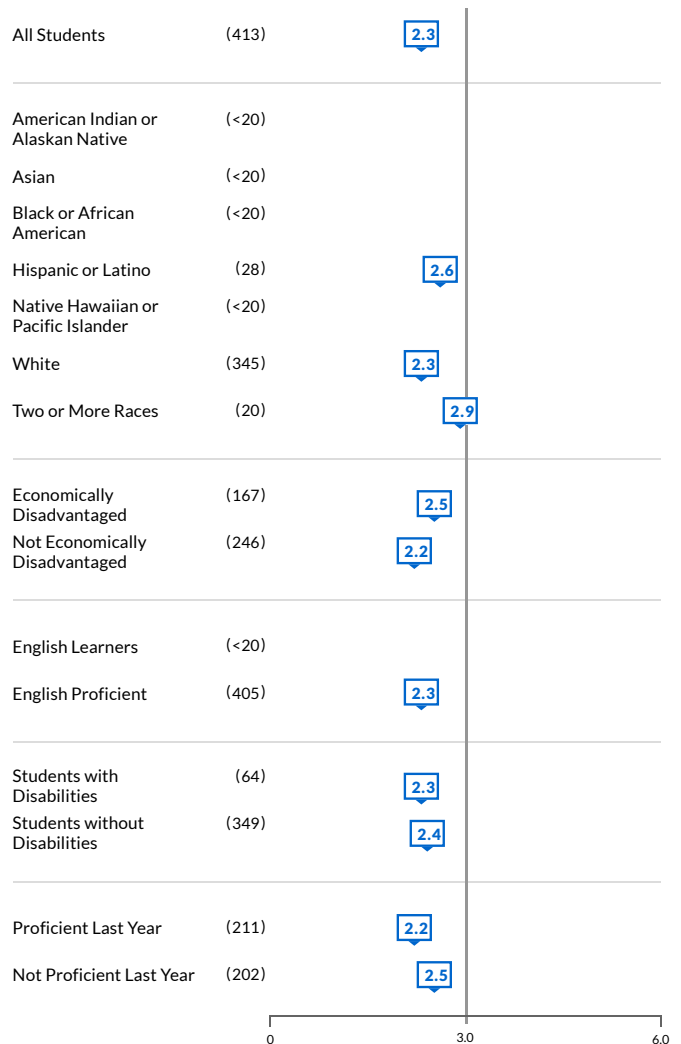 All Students (413) 2.3
American Indian or (<20)
Alaskan Native
Asian (<20)
Black or African (<20)
American
Hispanic or Latino (28) 2.6
Native Hawaiian or (<20)
Pacific Islander
White (345) 2.3
Two or More Races (20) 2.9
Economically (167) 2.5
Disadvantaged
Not Economically (246) 2.2
Disadvantaged
English Learners (<20)
English Proficient (405) 2.3
Students with (64) 2.3
Disabilities
Students without (349) 2.4
Disabilities
Proficient Last Year (211) 2.2
Not Proficient Last Year (202) 2.5
0 3.0 6.0